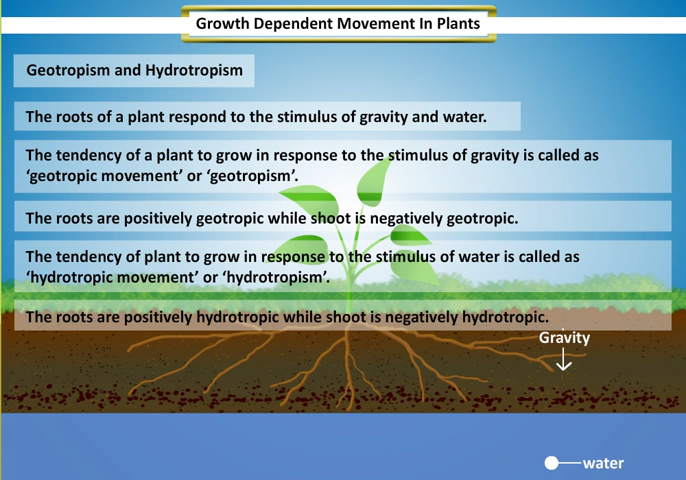 Growth Dependent Movement In Plants
Geotropism and Hydrotropism
The roots of a plant respond to the stimulus of gravity and water.
The tendency of a plant to grow in response to the stimulus of gravity is called as
‘geotropic movement’ or ‘geotropism’.
The roots are positively geotropic while shoot is negatively geotropic.
The tendency of plant to grow in response to the stimulus of water is called as
‘hydrotropic movement’ or ‘hydrotropism’.
The roots are positively hydrotropic while shoot is negatively hydrotropic.
Gravity
water